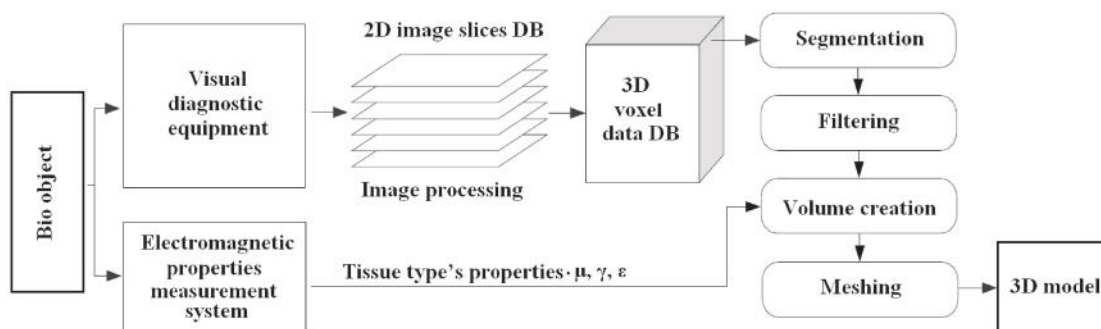 Bio object
Visual
diagnostic
equipment
2D image slices DB
Image processing
3D
voxel
data DB
Segmentation
Filtering
Volume creation
Meshing
3D model
Electromagnetic
properties
measurement
system
Tissue type's properties · μ, γ, ε